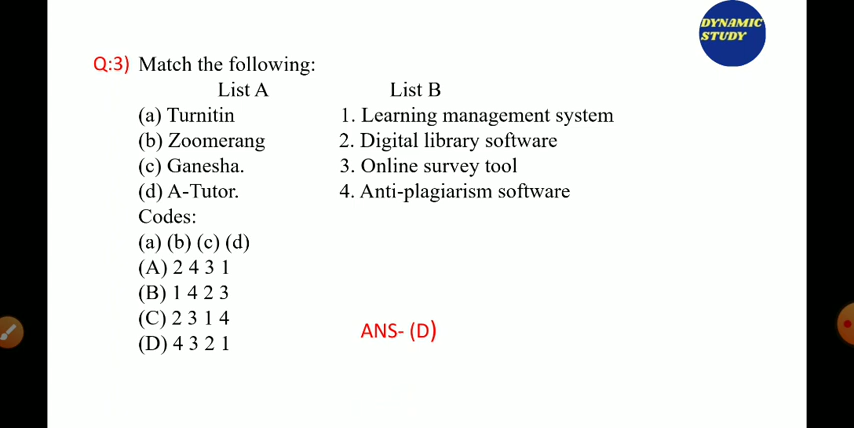 DYNAMIC
STUDY
Q:3) Match the following:
List A List B
(a) Turnitin 1. Learning management system
(b) Zoomerang 2. Digital library software
(c) Ganesha. 3. Online survey tool
(d) A-Tutor. 4. Anti-plagiarism software
Codes:
(a) (b) (c) (d)
(A) 2 4 3 1
(B) 1 4 2 3
(C) 2 3 1 4
(D) 4 3 2 1
ANS- (D)